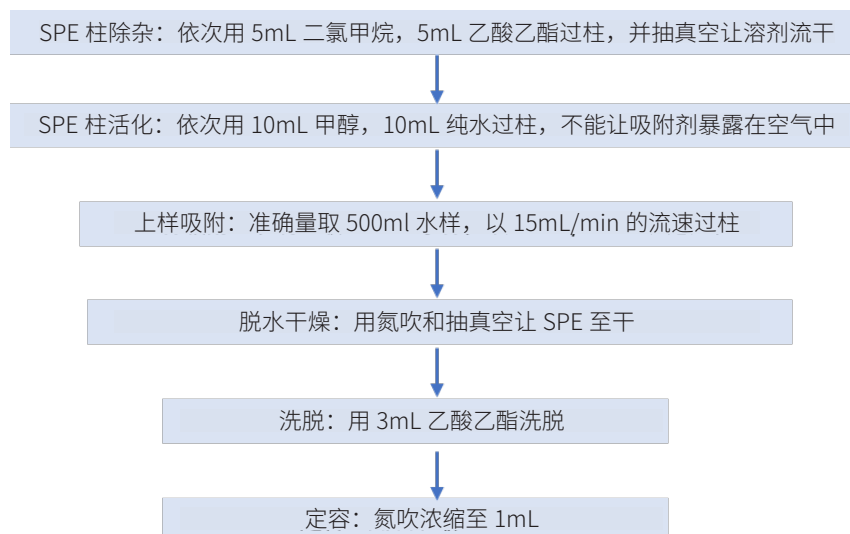 SPE 柱除杂：依次用 5mL 二氯甲烷，5mL 乙酸乙酯过柱，并抽真空让溶剂流干
SPE 柱活化：依次用 10mL 甲醇，10mL 纯水过柱，不能让吸附剂暴露在空气中
上样吸附：准确量取 500ml 水样，以 15mL/min 的流速过柱
脱水干燥：用氮吹和抽真空让 SPE 至干
洗脱：用 3mL 乙酸乙酯洗脱
定容：氮吹浓缩至 1mL